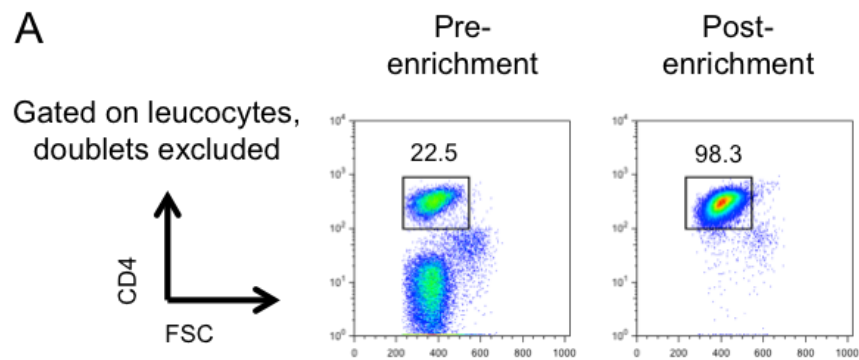 A
Pre-
enrichment
Post-
enrichment
Gated on leucocytes,
doublets excluded
CD4
FSC
22.5
10⁴
10³
10²
10¹
10⁰
0 200 400 600 800 1000
98.3
10⁴
10³
10²
10¹
10⁰
0 200 400 600 800 1000